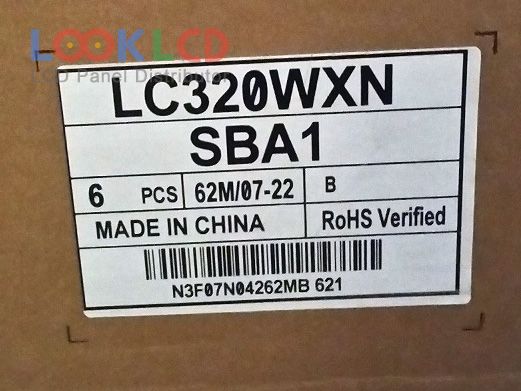 LOOKLCD
LCD Panel Distributor
LC320WXN
SBA1
6 PCS 62M/07-22 B
MADE IN CHINA RoHS Verified
N3F07N04262MB 621